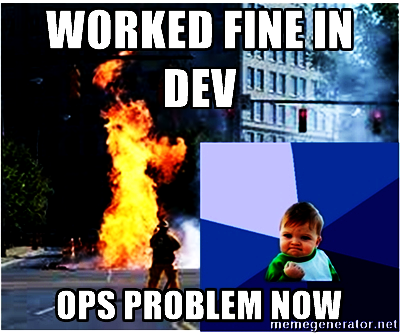 WORKED FINE IN
DEV
OPS PROBLEM NOW
memegenerator.net